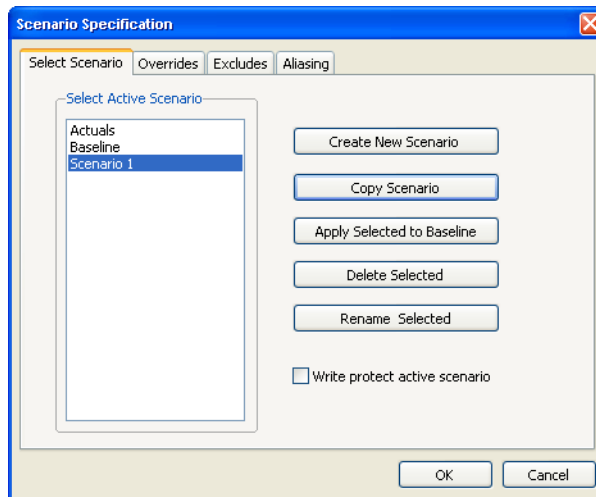 Scenario Specification
Select Scenario Overrides Excludes Aliasing
Select Active Scenario
Actuals
Baseline
Scenario 1
Create New Scenario
Copy Scenario
Apply Selected to Baseline
Delete Selected
Rename Selected
Write protect active scenario
OK Cancel